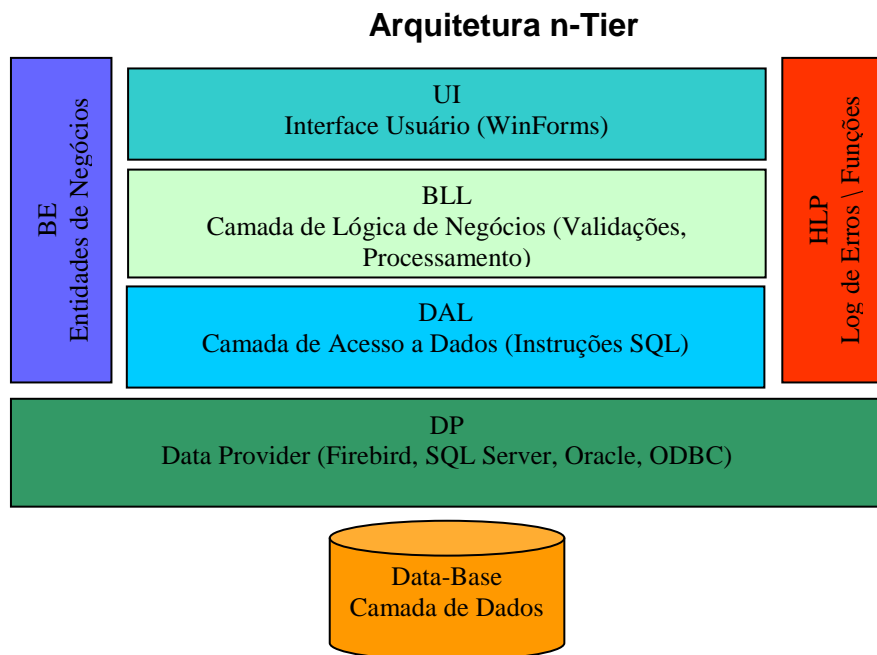 Arquitetura n-Tier
BE
Entidades de Negócios
UI
Interface Usuário (WinForms)
BLL
Camada de Lógica de Negócios (Validações,
Processamento)
DAL
Camada de Acesso a Dados (Instruções SQL)
HLP
Log de Erros \ Funções
DP
Data Provider (Firebird, SQL Server, Oracle, ODBC)
Data-Base
Camada de Dados